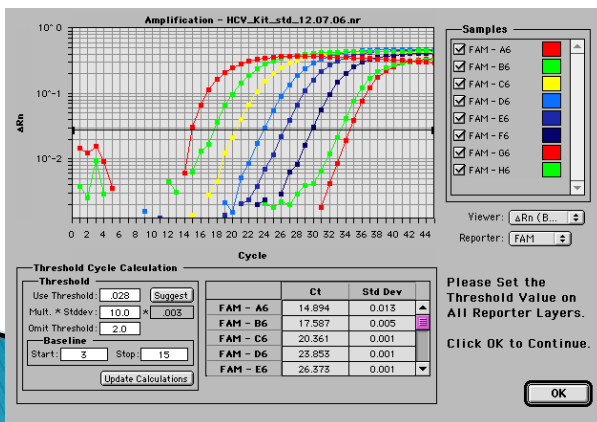 Amplification - HCV_Kit_std_12.07.06.nr
10^0
10^-1
10^-2
ΔRn
0 2 4 6 8 10 12 14 16 18 20 22 24 26 28 30 32 34 36 38 40 42 44
Cycle
Samples
FAM - A6
FAM - B6
FAM - C6
FAM - D6
FAM - E6
FAM - F6
FAM - G6
FAM - H6
Viewer: ΔRn (B...
Reporter: FAM
Threshold Cycle Calculation
Threshold
Use Threshold: .028 Suggest
Mult. * Stddev: 10.0 * .003
Omit Threshold: 2.0
Baseline
Start: 3 Stop: 15
Update Calculations
Ct Std Dev
FAM - A6 14.894 0.013
FAM - B6 17.587 0.005
FAM - C6 20.361 0.001
FAM - D6 23.853 0.001
FAM - E6 26.373 0.001
Please Set the
Threshold Value on
All Reporter Layers.
Click OK to Continue.
OK